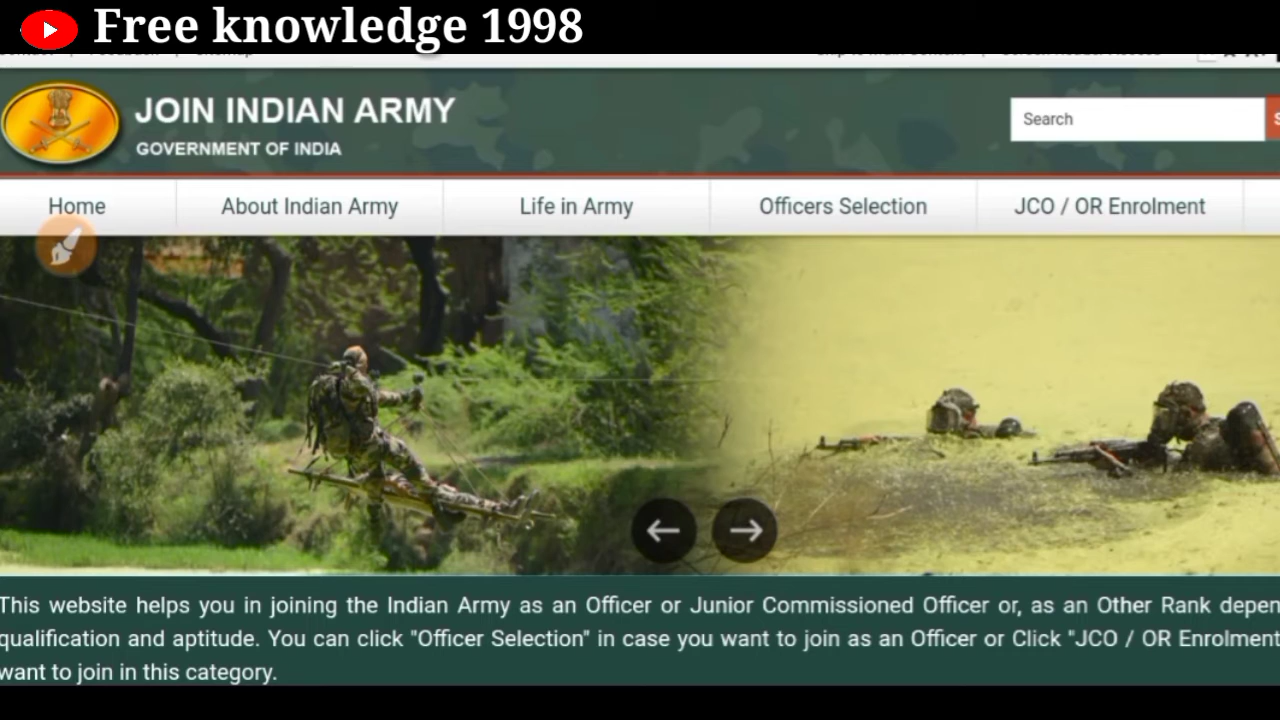 Free knowledge 1998
JOIN INDIAN ARMY
GOVERNMENT OF INDIA
Search
Home
About Indian Army
Life in Army
Officers Selection
JCO / OR Enrolment
This website helps you in joining the Indian Army as an Officer or Junior Commissioned Officer or, as an Other Rank depen
qualification and aptitude. You can click "Officer Selection" in case you want to join as an Officer or Click "JCO / OR Enrolment
want to join in this category.